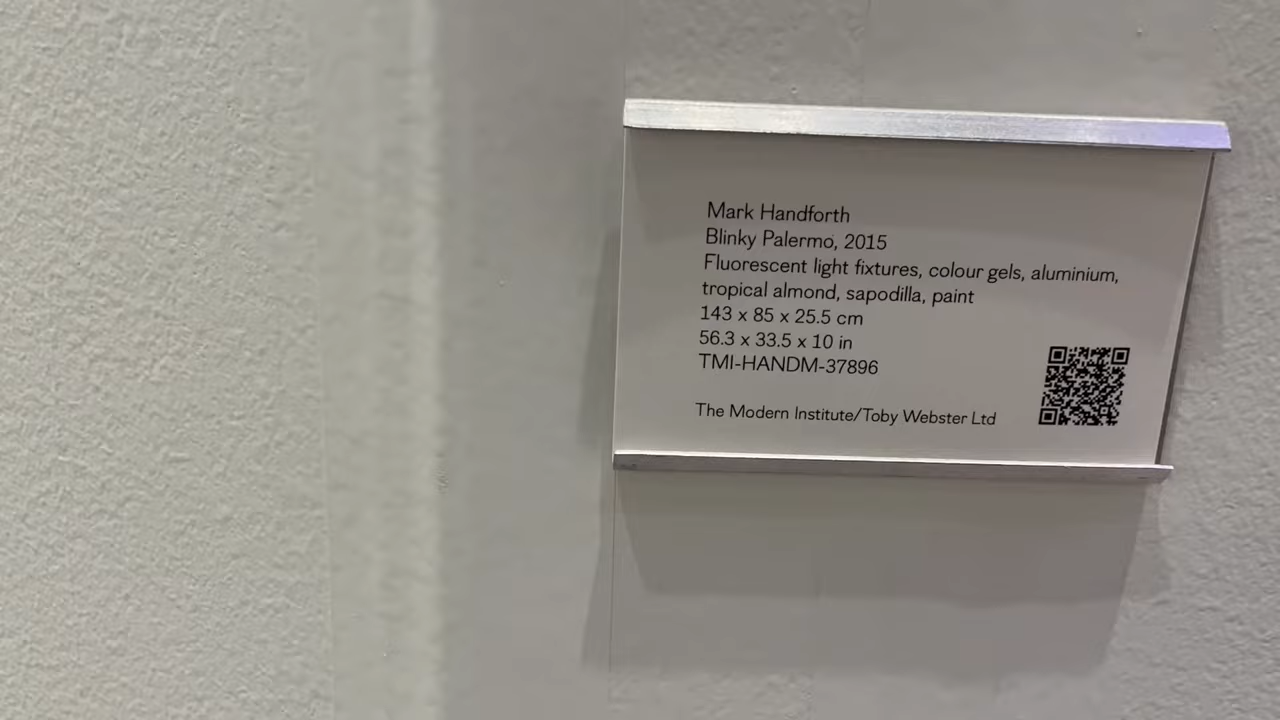 Mark Handforth
Blinky Palermo, 2015
Fluorescent light fixtures, colour gels, aluminium,
tropical almond, sapodilla, paint
143 x 85 x 25.5 cm
56.3 x 33.5 x 10 in
TMI-HANDM-37896
The Modern Institute/Toby Webster Ltd